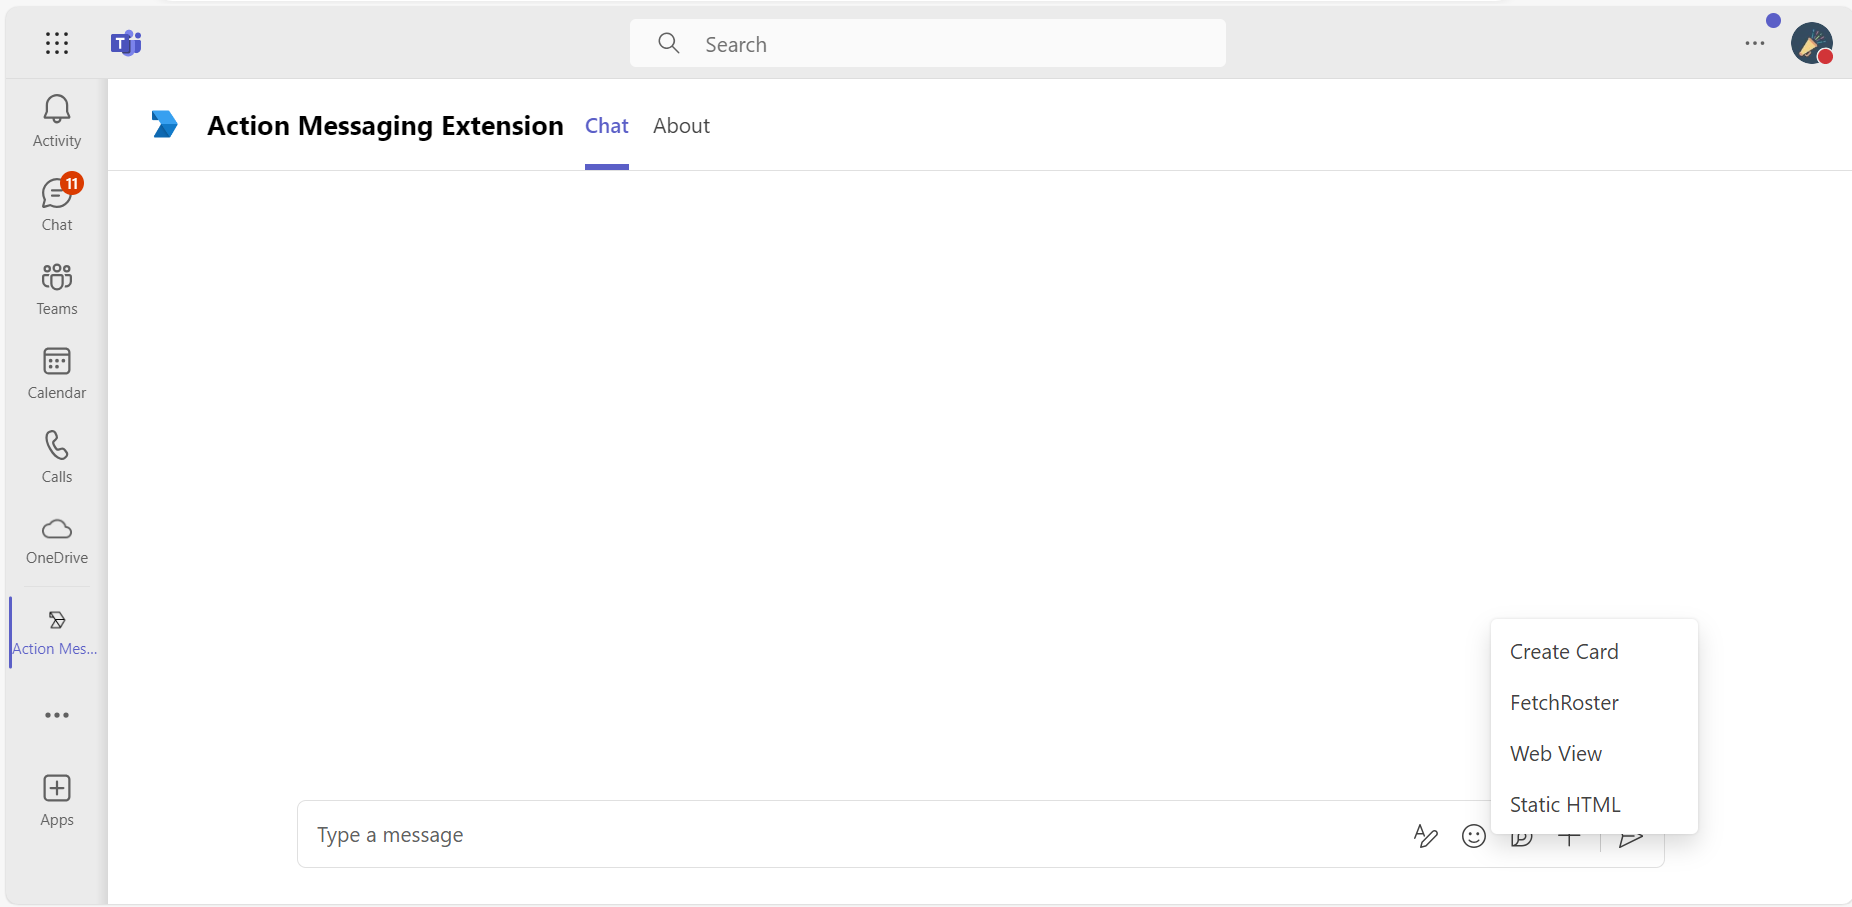 T
Search
Activity
11
Chat
Teams
Calendar
Calls
OneDrive
Action Mes...
Apps
Action Messaging Extension
Chat
About
Create Card
FetchRoster
Web View
Static HTML
Type a message